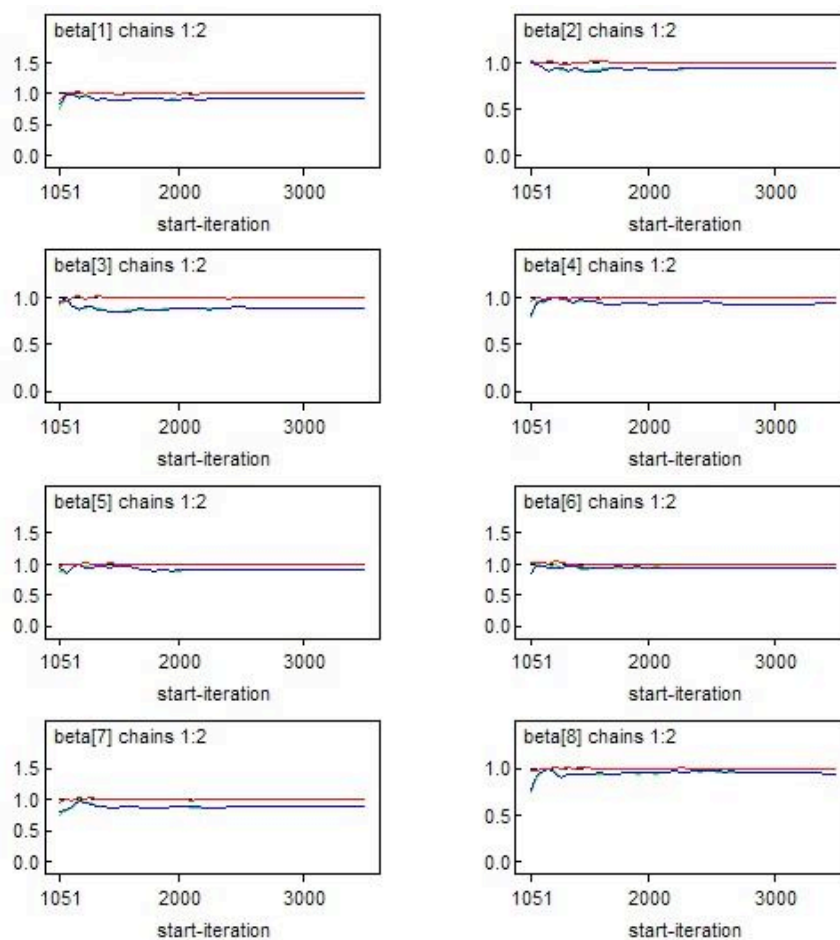 beta[1] chains 1:2
1.5
1.0
0.5
0.0
1051 2000 3000
start-iteration
beta[2] chains 1:2
1.0
0.5
0.0
1051 2000 3000
start-iteration
beta[3] chains 1:2
1.0
0.5
0.0
1051 2000 3000
start-iteration
beta[4] chains 1:2
1.0
0.5
0.0
1051 2000 3000
start-iteration
beta[5] chains 1:2
1.5
1.0
0.5
0.0
1051 2000 3000
start-iteration
beta[6] chains 1:2
1.5
1.0
0.5
0.0
1051 2000 3000
start-iteration
beta[7] chains 1:2
1.5
1.0
0.5
0.0
1051 2000 3000
start-iteration
beta[8] chains 1:2
1.0
0.5
0.0
1051 2000 3000
start-iteration